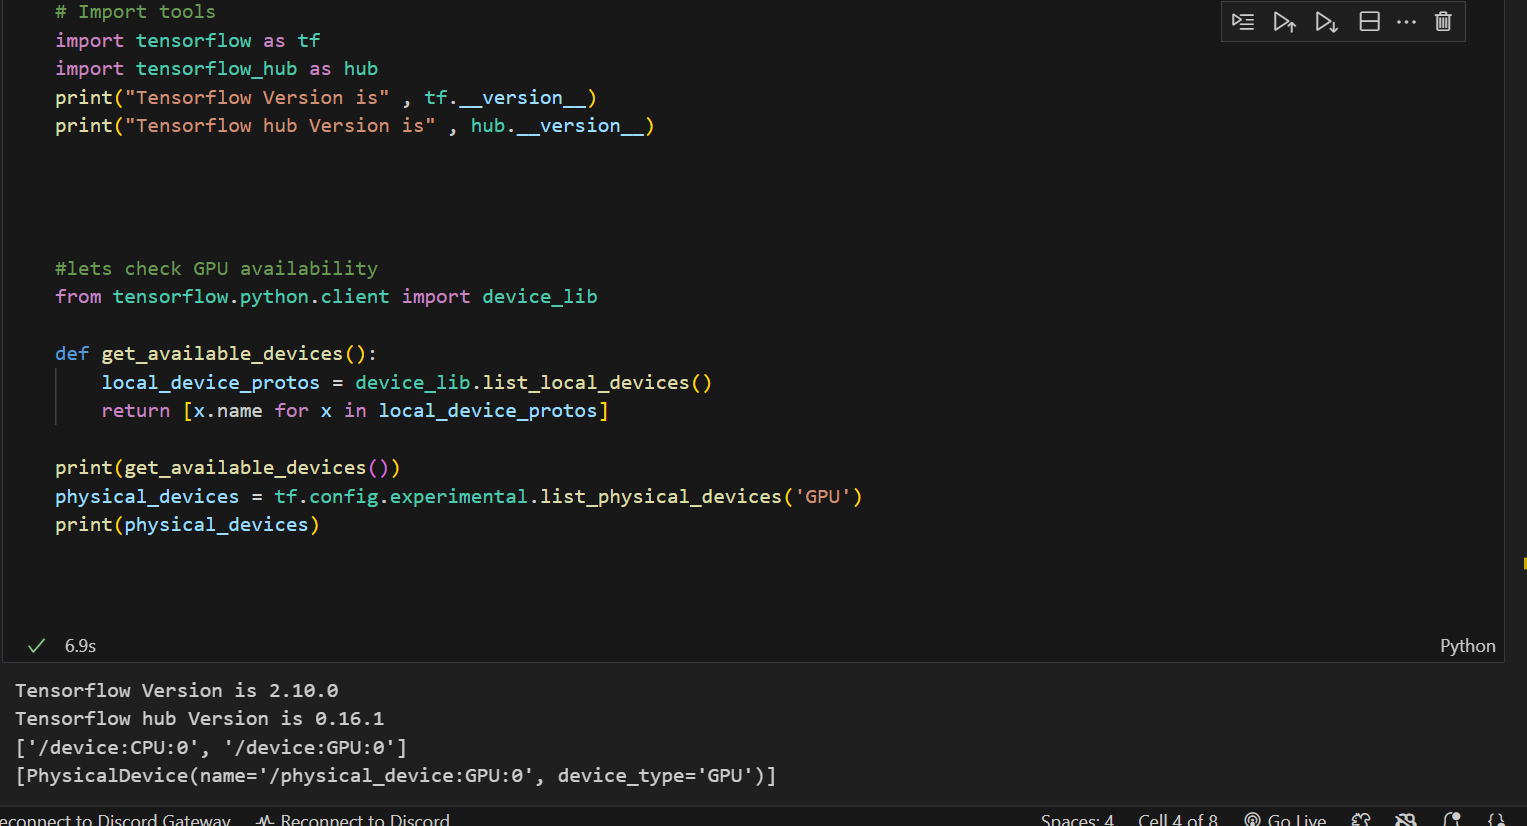 # Import tools
import tensorflow as tf
import tensorflow_hub as hub
print("Tensorflow Version is" , tf.__version__)
print("Tensorflow hub Version is" , hub.__version__)
#lets check GPU availability
from tensorflow.python.client import device_lib
def get_available_devices():
    local_device_protos = device_lib.list_local_devices()
    return [x.name for x in local_device_protos]
print(get_available_devices())
physical_devices = tf.config.experimental.list_physical_devices('GPU')
print(physical_devices)
6.9s
Python
Tensorflow Version is 2.10.0
Tensorflow hub Version is 0.16.1
['/device:CPU:0', '/device:GPU:0']
[PhysicalDevice(name='/physical_device:GPU:0', device_type='GPU')]
econnect to Discord Gateway Reconnect to Discord Spaces: 4 Cell 4 of 8 Go Live